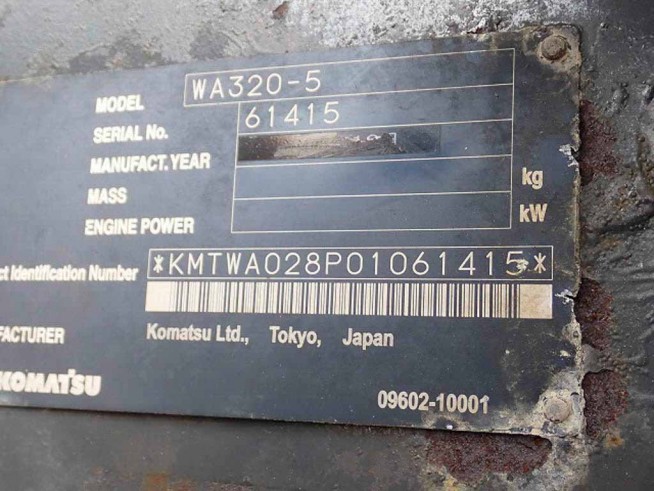 MODEL WA320-5
SERIAL No. 61415
MANUFACT. YEAR
MASS kg
ENGINE POWER kW
ct Identification Number *KMTWA028P01061415*
FACTURER Komatsu Ltd., Tokyo, Japan
KOMATSU
09602-10001